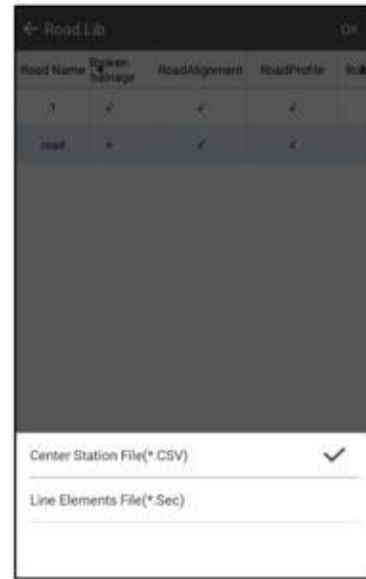 ← Road Lib OK
Road Name Broken Chainage RoadAlignment RoadProfile
1 √ √ √
road × √ √
Center Station File(*.CSV)
Line Elements File(*.Sec)